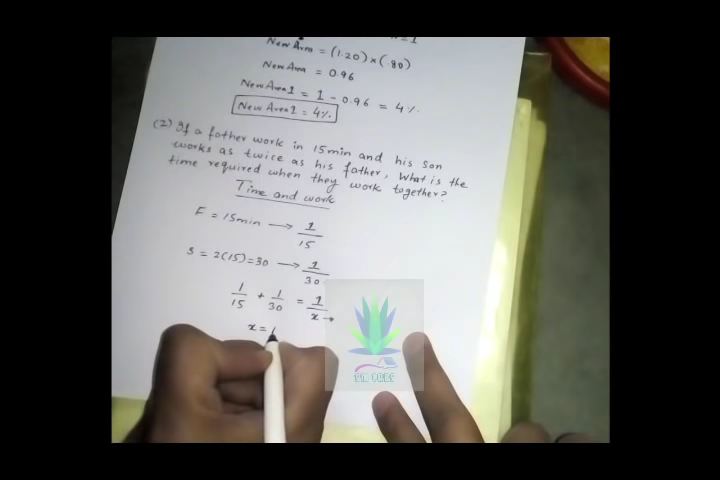 = 1
New Area = (1.20) x (.80)
New Area = 0.96
New Area 1 = 1 - 0.96 = 4%.
New Area 1 = 4%.
(2) If a father work in 15min and his son
works as twice as his father, What is the
time required when they work together?
Time and work
F = 15min → 1/15
S = 2(15) = 30 → 1/30
1/15 + 1/30 = 1/x →
x =